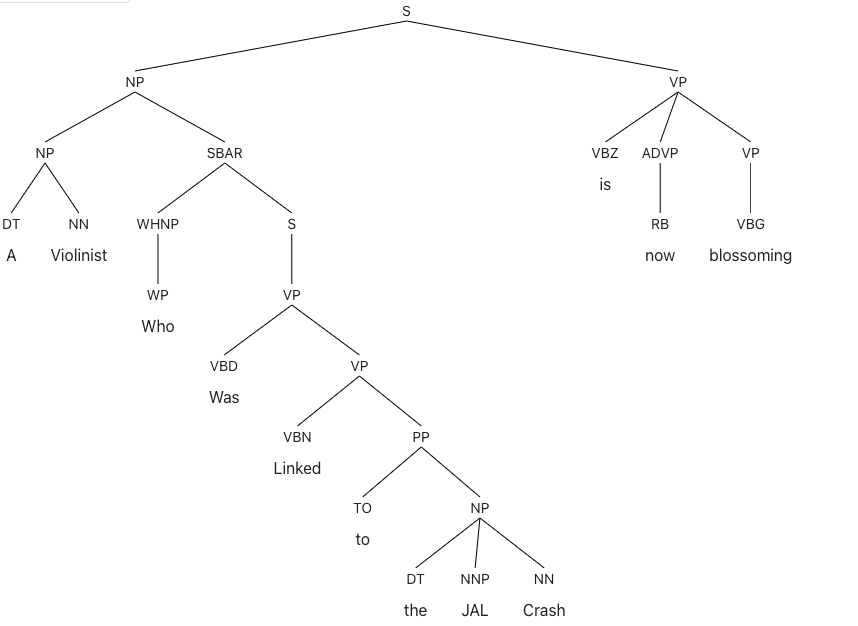 S
NP VP
NP SBAR VBZ ADVP VP
is
DT NN WHNP S RB VBG
A Violinist now blossoming
WP VP
Who
VBD VP
Was
VBN PP
Linked
TO NP
to
DT NNP NN
the JAL Crash